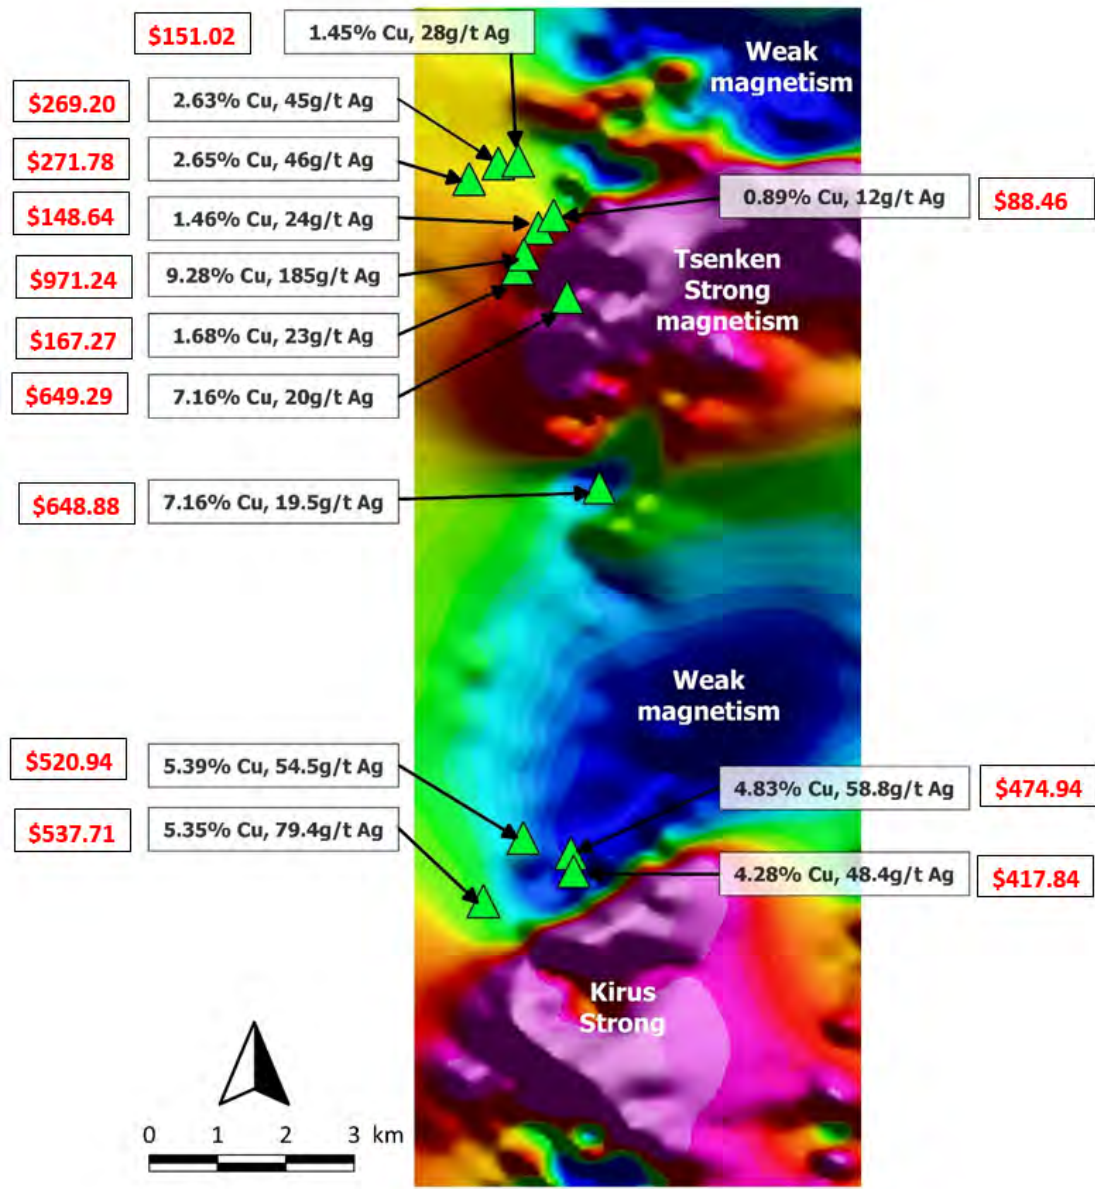 $151.02
1.45% Cu, 28g/t Ag
Weak
magnetism
$269.20
2.63% Cu, 45g/t Ag
$271.78
2.65% Cu, 46g/t Ag
0.89% Cu, 12g/t Ag
$88.46
$148.64
1.46% Cu, 24g/t Ag
$971.24
9.28% Cu, 185g/t Ag
Tsenken
Strong
magnetism
$167.27
1.68% Cu, 23g/t Ag
$649.29
7.16% Cu, 20g/t Ag
$648.88
7.16% Cu, 19.5g/t Ag
Weak
magnetism
$520.94
5.39% Cu, 54.5g/t Ag
4.83% Cu, 58.8g/t Ag
$474.94
$537.71
5.35% Cu, 79.4g/t Ag
4.28% Cu, 48.4g/t Ag
$417.84
Kirus
Strong
0 1 2 3 km